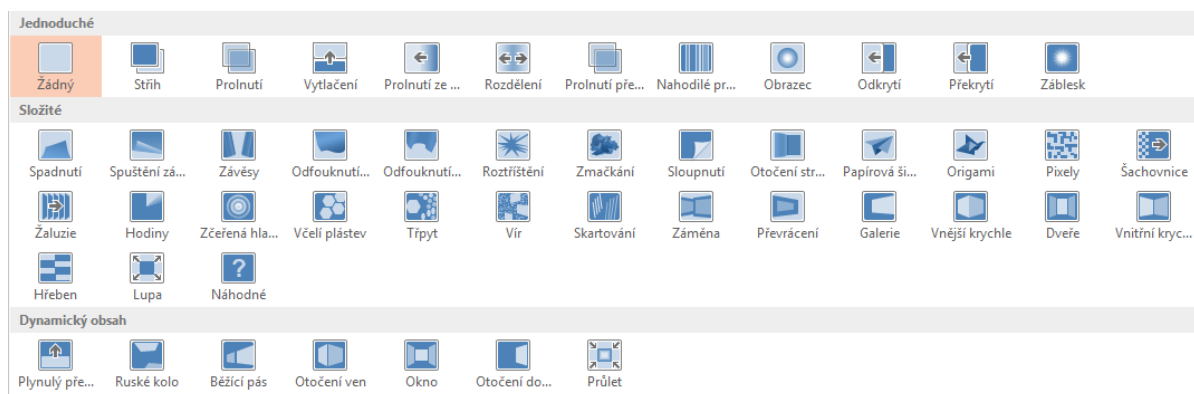 Jednoduché
Žádný Střih Prolnutí Vytlačení Prolnutí ze ... Rozdělení Prolnutí pře... Nahodilé pr... Obrazec Odkrytí Překrytí Záblesk
Složité
Spadnutí Spuštění zá... Závěsy Odfouknutí... Odfouknutí... Roztříštění Zmačkání Sloupnutí Otočení str... Papírová ši... Origami Pixely Šachovnice
Žaluzie Hodiny Zčeřená hla... Včelí plástev Třpyt Vír Skartování Záměna Převrácení Galerie Vnější krychle Dveře Vnitřní kryc...
Hřeben Lupa Náhodné
Dynamický obsah
Plynulý pře... Ruské kolo Běžící pás Otočení ven Okno Otočení do... Průlet